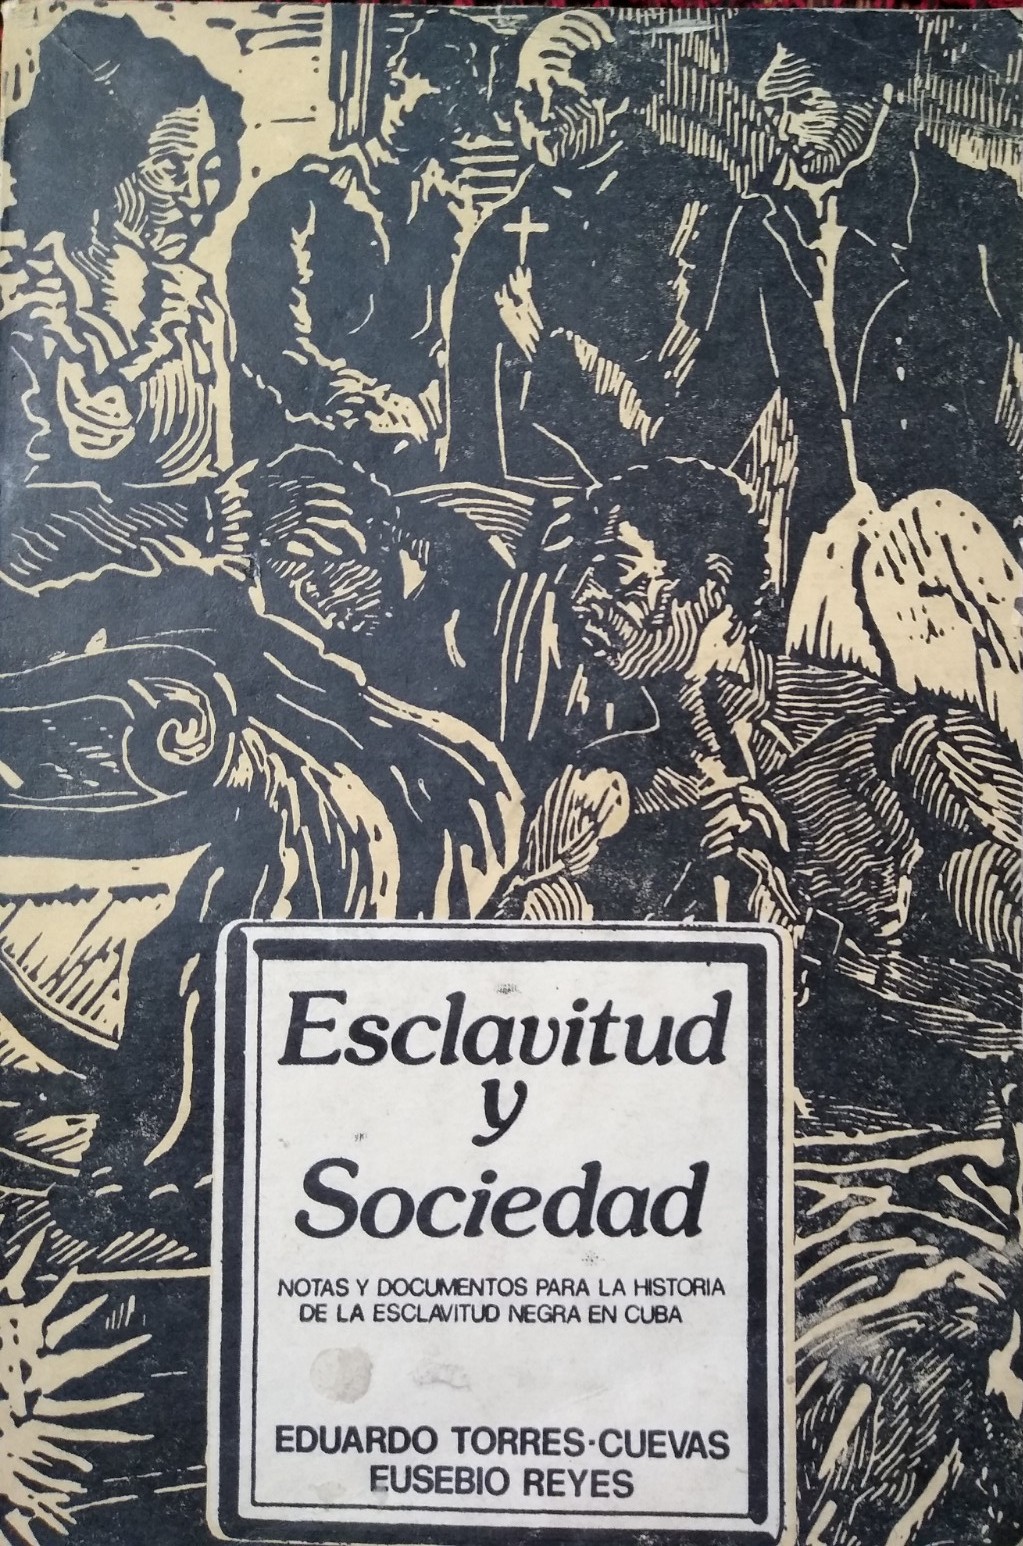 Esclavitud
y
Sociedad
NOTAS Y DOCUMENTOS PARA LA HISTORIA
DE LA ESCLAVITUD NEGRA EN CUBA
EDUARDO TORRES-CUEVAS
EUSEBIO REYES